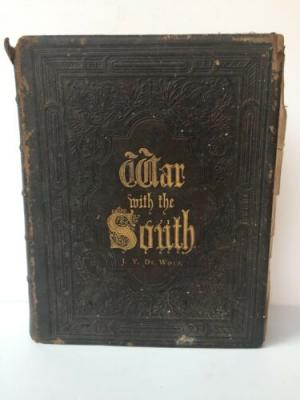 War
with the
South
J. Y. De Wolf